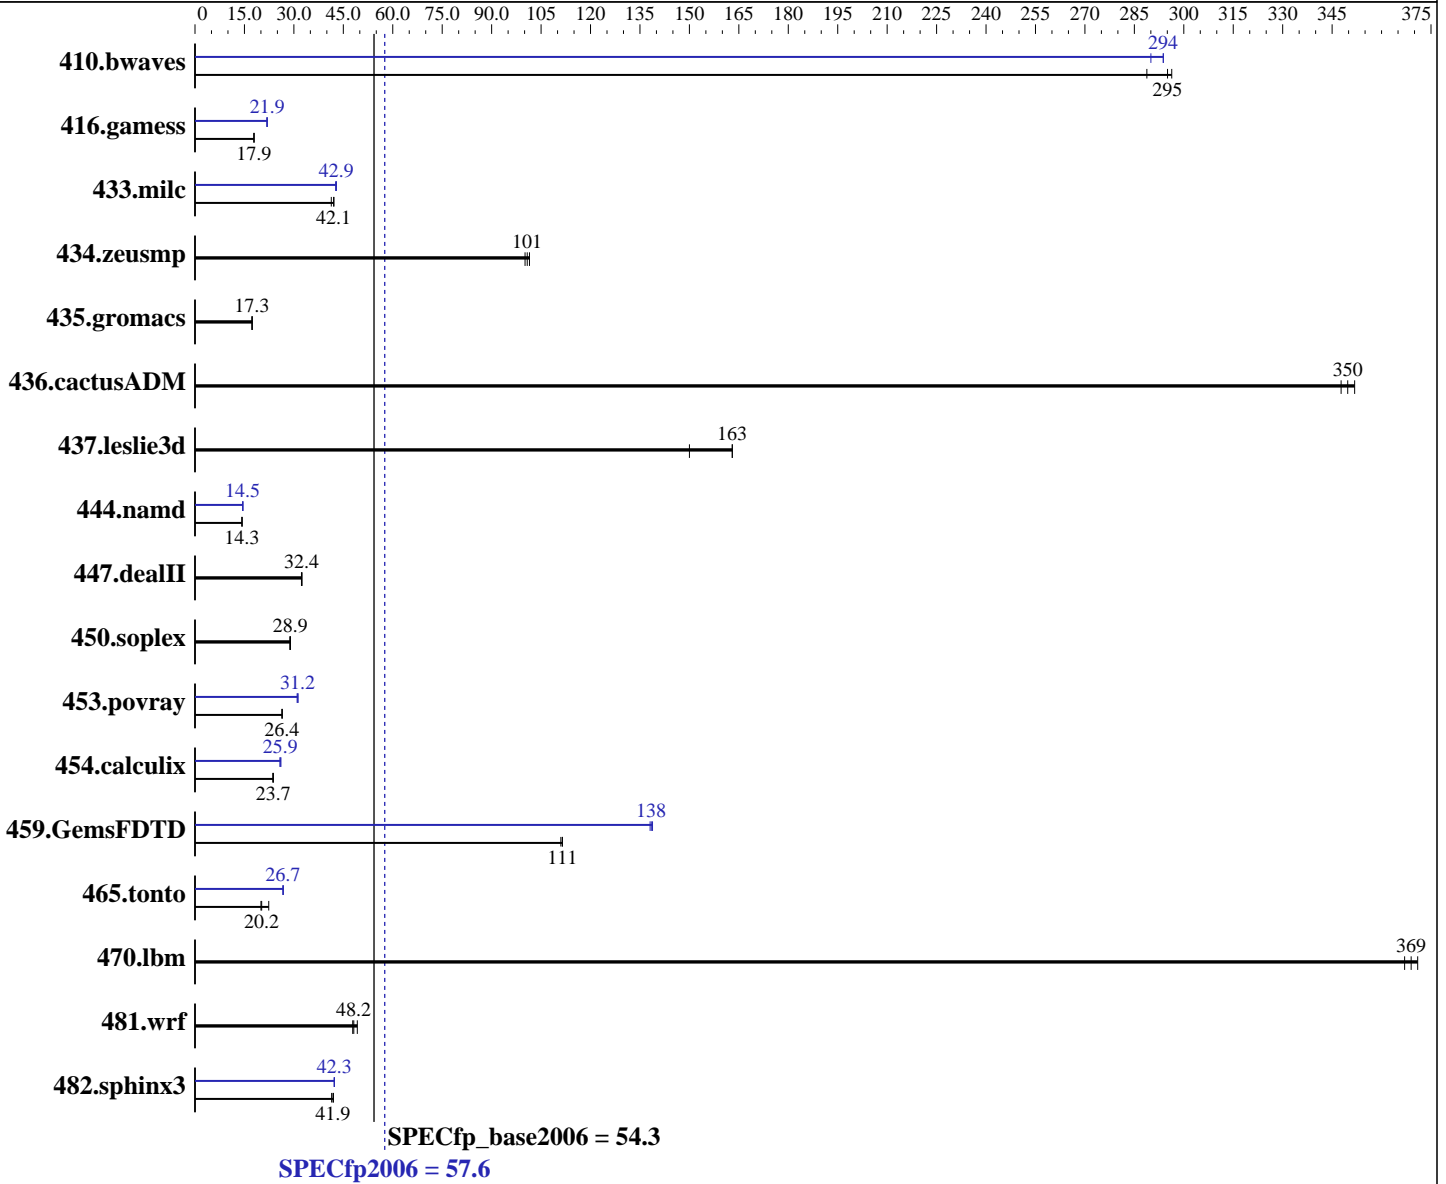 0 15.0 30.0 45.0 60.0 75.0 90.0 105 120 135 150 165 180 195 210 225 240 255 270 285 300 315 330 345 375
294
410.bwaves
295
21.9
416.gamess
17.9
42.9
433.milc
42.1
101
434.zeusmp
17.3
435.gromacs
350
436.cactusADM
163
437.leslie3d
14.5
444.namd
14.3
32.4
447.dealII
28.9
450.soplex
31.2
453.povray
26.4
25.9
454.calculix
23.7
138
459.GemsFDTD
111
26.7
465.tonto
20.2
369
470.lbm
48.2
481.wrf
42.3
482.sphinx3
41.9
SPECfp_base2006 = 54.3
SPECfp2006 = 57.6